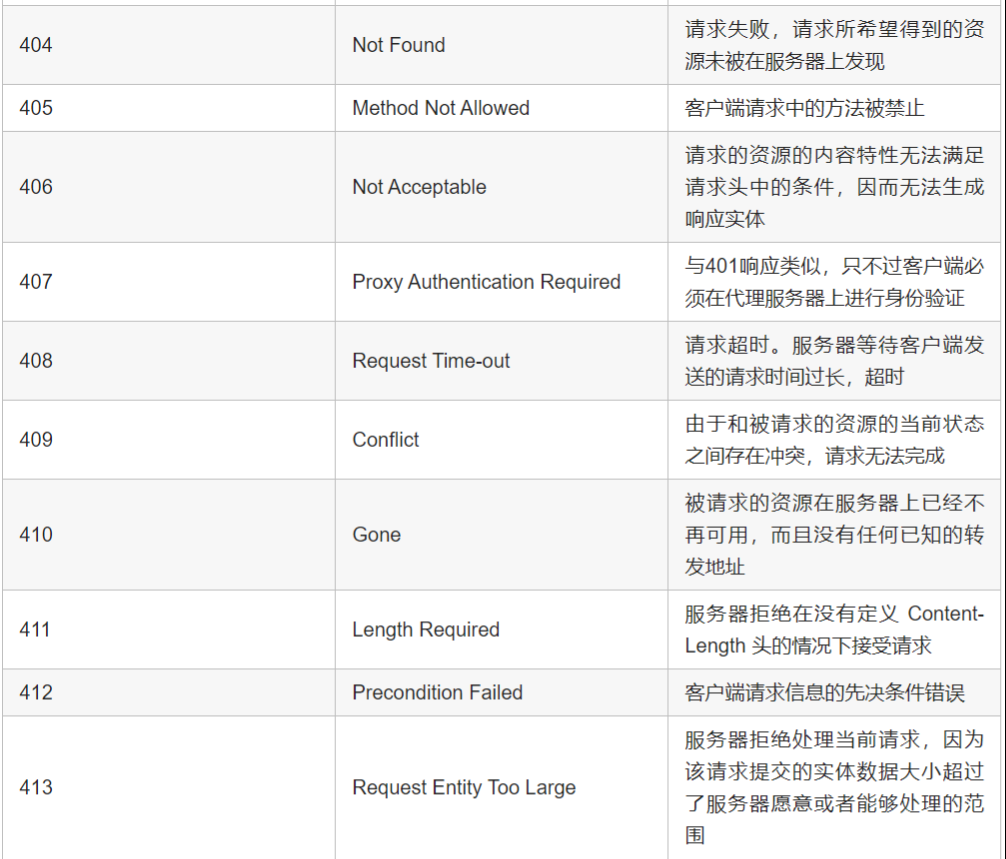 404
Not Found
请求失败，请求所希望得到的资
源未被在服务器上发现
405
Method Not Allowed
客户端请求中的方法被禁止
406
Not Acceptable
请求的资源的内容特性无法满足
请求头中的条件，因而无法生成
响应实体
407
Proxy Authentication Required
与401响应类似，只不过客户端必
须在代理服务器上进行身份验证
408
Request Time-out
请求超时。服务器等待客户端发
送的请求时间过长，超时
409
Conflict
由于和被请求的资源的当前状态
之间存在冲突，请求无法完成
410
Gone
被请求的资源在服务器上已经不
再可用，而且没有任何已知的转
发地址
411
Length Required
服务器拒绝在没有定义 Content-
Length 头的情况下接受请求
412
Precondition Failed
客户端请求信息的先决条件错误
413
Request Entity Too Large
服务器拒绝处理当前请求，因为
该请求提交的实体数据大小超过
了服务器愿意或者能够处理的范
围